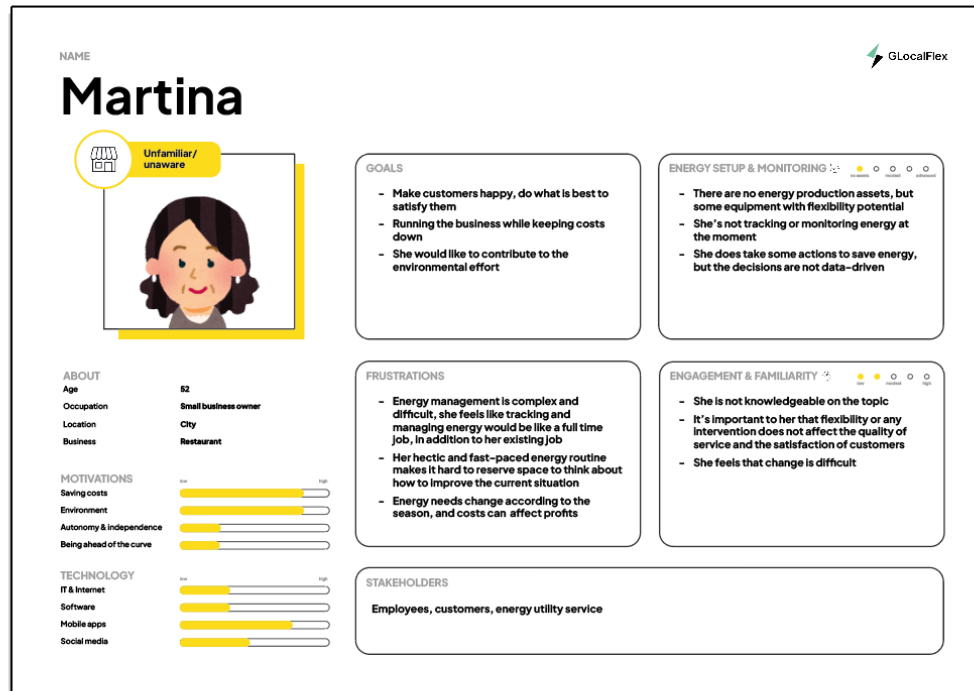 NAME
GLocalFlex
Martina
Unfamiliar/
unaware
ABOUT
Age 52
Occupation Small business owner
Location City
Business Restaurant
MOTIVATIONS
low high
Saving costs
Environment
Autonomy & independence
Being ahead of the curve
TECHNOLOGY
low high
IT & Internet
Software
Mobile apps
Social media
GOALS
- Make customers happy, do what is best to
satisfy them
- Running the business while keeping costs
down
- She would like to contribute to the
environmental effort
ENERGY SETUP & MONITORING
no assets modest advanced
- There are no energy production assets, but
some equipment with flexibility potential
- She's not tracking or monitoring energy at
the moment
- She does take some actions to save energy,
but the decisions are not data-driven
FRUSTRATIONS
- Energy management is complex and
difficult, she feels like tracking and
managing energy would be like a full time
job, in addition to her existing job
- Her hectic and fast-paced energy routine
makes it hard to reserve space to think about
how to improve the current situation
- Energy needs change according to the
season, and costs can affect profits
ENGAGEMENT & FAMILIARITY
low modest high
- She is not knowledgeable on the topic
- It's important to her that flexibility or any
intervention does not affect the quality of
service and the satisfaction of customers
- She feels that change is difficult
STAKEHOLDERS
Employees, customers, energy utility service